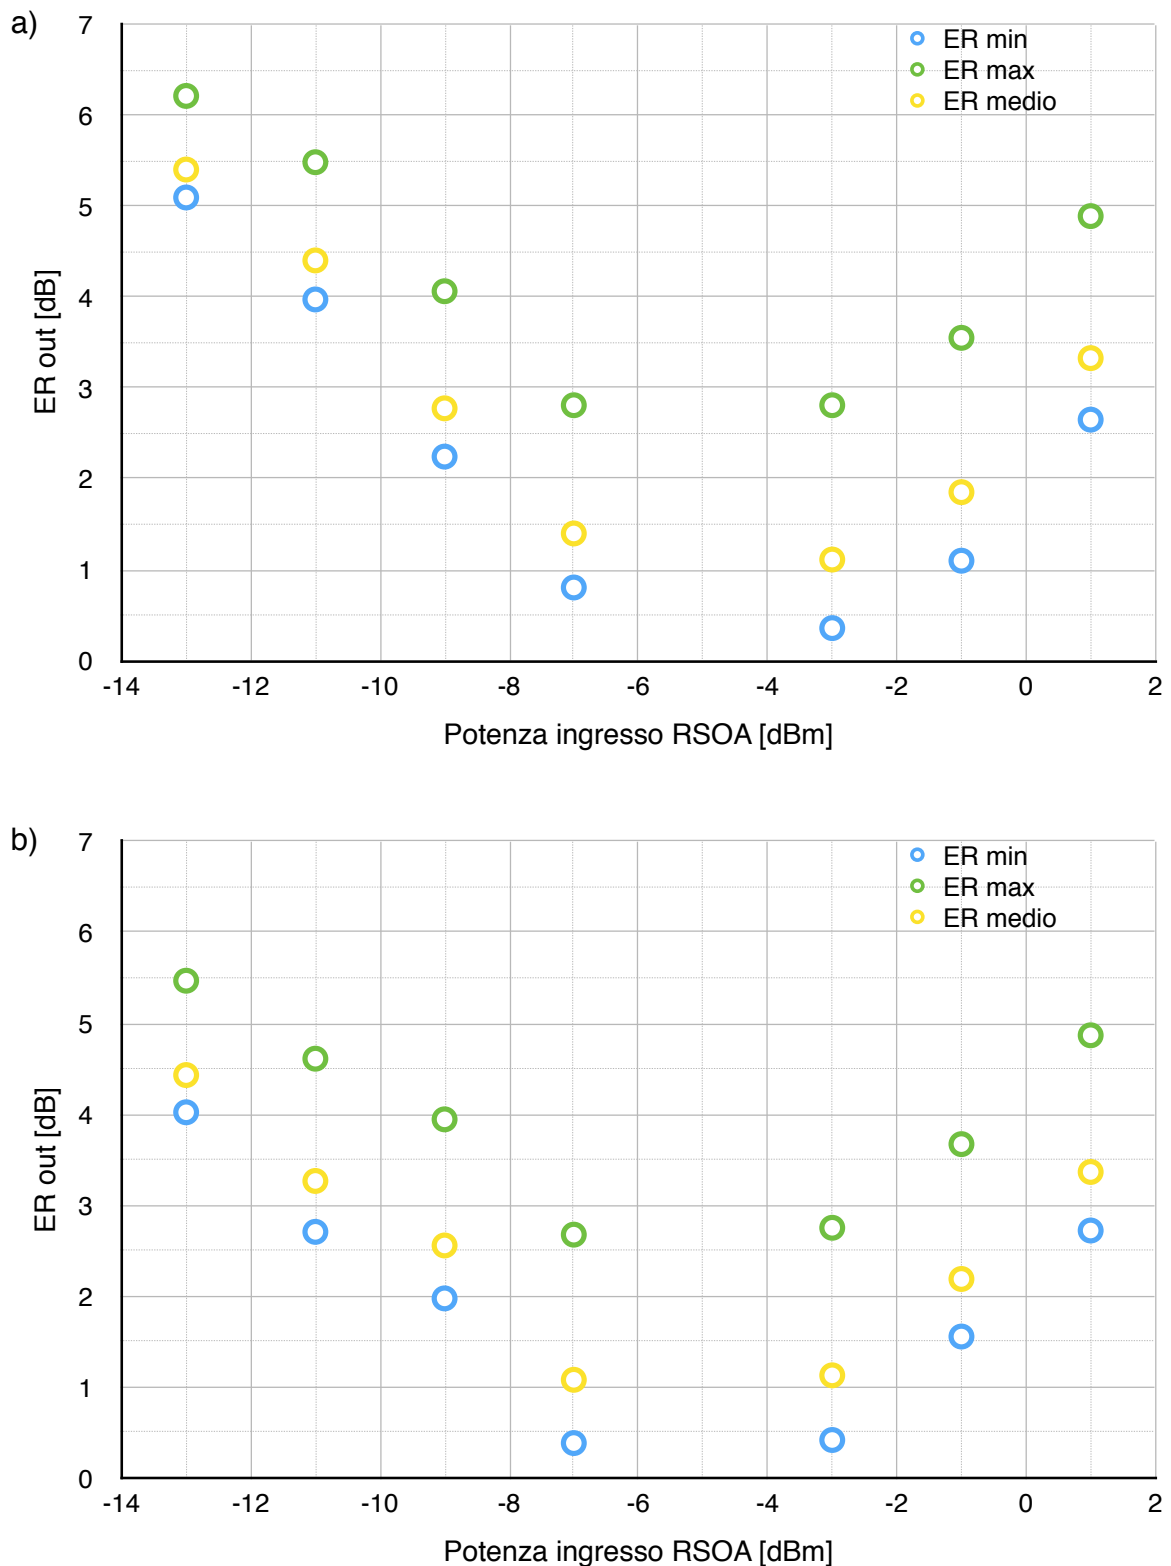 a)
7
6
5
4
3
2
1
0
ER out [dB]
ER min
ER max
ER medio
-14 -12 -10 -8 -6 -4 -2 0 2
Potenza ingresso RSOA [dBm]
b)
7
6
5
4
3
2
1
0
ER out [dB]
ER min
ER max
ER medio
-14 -12 -10 -8 -6 -4 -2 0 2
Potenza ingresso RSOA [dBm]